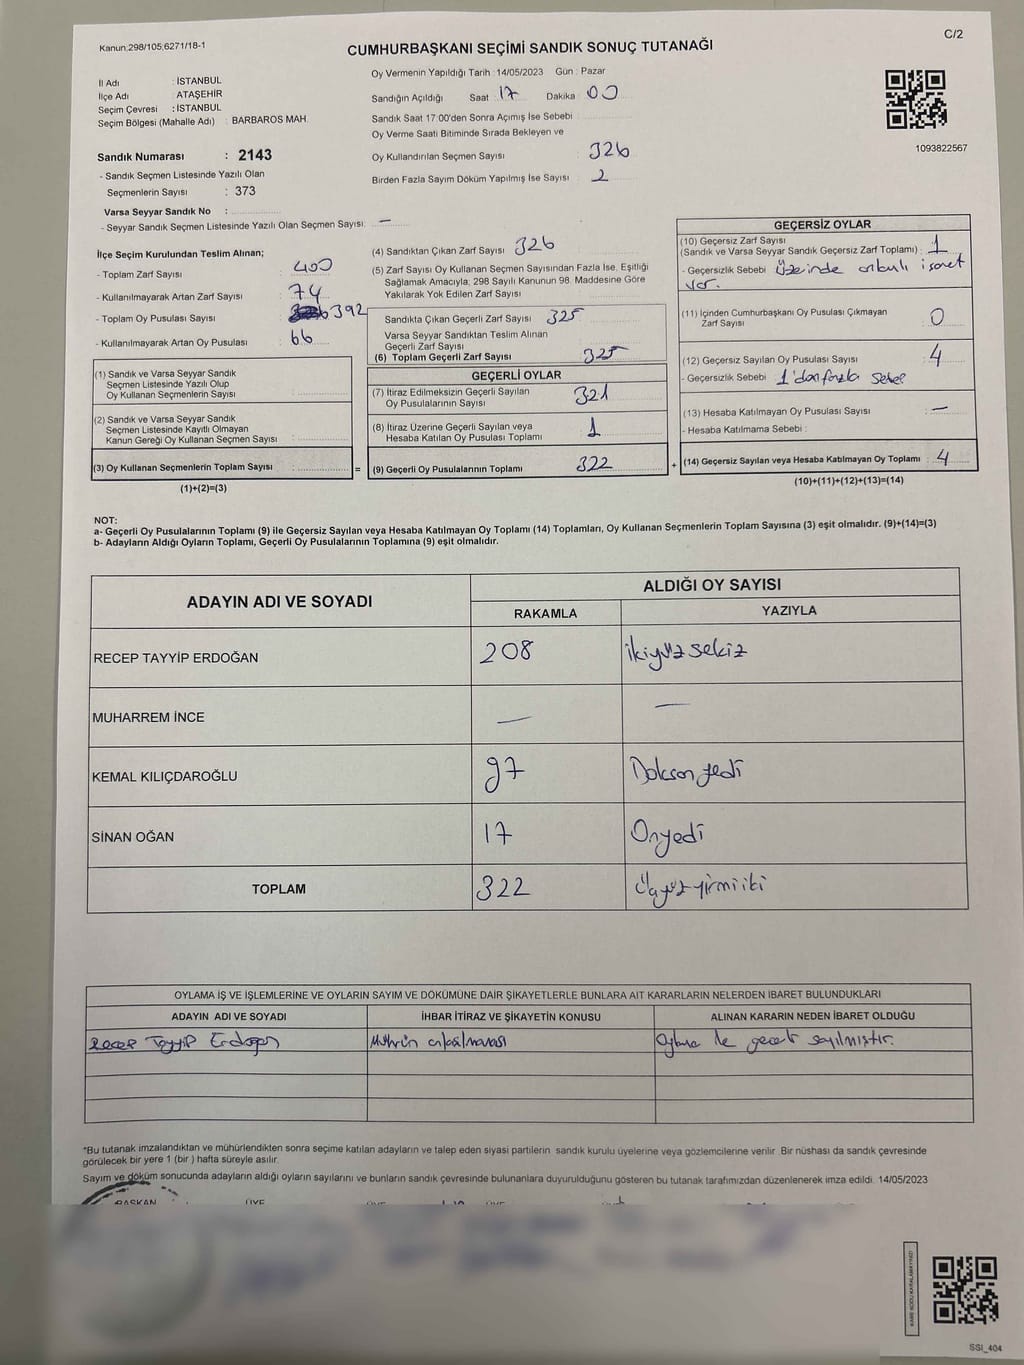 Kanun;298/105;6271/18-1
C/2
CUMHURBAŞKANI SEÇİMİ SANDIK SONUÇ TUTANAĞI
İl Adı : İSTANBUL
İlçe Adı : ATAŞEHİR
Seçim Çevresi : İSTANBUL
Seçim Bölgesi (Mahalle Adı) : BARBAROS MAH.
Sandık Numarası : 2143
- Sandık Seçmen Listesinde Yazılı Olan
Seçmenlerin Sayısı : 373
Varsa Seyyar Sandık No :
- Seyyar Sandık Seçmen Listesinde Yazılı Olan Seçmen Sayısı: —
Oy Vermenin Yapıldığı Tarih : 14/05/2023 Gün : Pazar
Sandığın Açıldığı Saat 17 Dakika 00
Sandık Saat 17:00'den Sonra Açımış İse Sebebi
Oy Verme Saati Bitiminde Sırada Bekleyen ve
Oy Kullandırılan Seçmen Sayısı : 326
Birden Fazla Sayım Döküm Yapılmış İse Sayısı : 2
1093822567
İlçe Seçim Kurulundan Teslim Alınan;
- Toplam Zarf Sayısı : 400
- Kullanılmayarak Artan Zarf Sayısı : 74
- Toplam Oy Pusulası Sayısı : 392
- Kullanılmayarak Artan Oy Pusulası : 66
(1) Sandık ve Varsa Seyyar Sandık
Seçmen Listesinde Yazılı Olup
Oy Kullanan Seçmenlerin Sayısı :
(2) Sandık ve Varsa Seyyar Sandık
Seçmen Listesinde Kayıtlı Olmayan
Kanun Gereği Oy Kullanan Seçmen Sayısı :
(3) Oy Kullanan Seçmenlerin Toplam Sayısı :
(1)+(2)=(3)
=
(4) Sandıktan Çıkan Zarf Sayısı : 326
(5) Zarf Sayısı Oy Kullanan Seçmen Sayısından Fazla İse, Eşitliği
Sağlamak Amacıyla; 298 Sayılı Kanunun 98. Maddesine Göre
Yakılarak Yok Edilen Zarf Sayısı :
Sandıkta Çıkan Geçerli Zarf Sayısı : 325
Varsa Seyyar Sandıktan Teslim Alınan
Geçerli Zarf Sayısı
(6) Toplam Geçerli Zarf Sayısı : 325
GEÇERLİ OYLAR
(7) İtiraz Edilmeksizin Geçerli Sayılan
Oy Pusulalarının Sayısı : 321
(8) İtiraz Üzerine Geçerli Sayılan veya
Hesaba Katılan Oy Pusulası Toplamı : 1
(9) Geçerli Oy Pusulalarının Toplamı : 322
+
GEÇERSİZ OYLAR
(10) Geçersiz Zarf Sayısı
(Sandık ve Varsa Seyyar Sandık Geçersiz Zarf Toplamı) : 1
- Geçersizlik Sebebi : üzerinde işaret
var.
(11) İçinden Cumhurbaşkanı Oy Pusulası Çıkmayan
Zarf Sayısı : 0
(12) Geçersiz Sayılan Oy Pusulası Sayısı : 4
- Geçersizlik Sebebi : 1'den fazla
(13) Hesaba Katılmayan Oy Pusulası Sayısı : —
- Hesaba Katılmama Sebebi :
(14) Geçersiz Sayılan veya Hesaba Katılmayan Oy Toplamı : 4
(10)+(11)+(12)+(13)=(14)
NOT:
a- Geçerli Oy Pusulalarının Toplamı (9) ile Geçersiz Sayılan veya Hesaba Katılmayan Oy Toplamı (14) Toplamları, Oy Kullanan Seçmenlerin Toplam Sayısına (3) eşit olmalıdır. (9)+(14)=(3)
b- Adayların Aldığı Oyların Toplamı, Geçerli Oy Pusulalarının Toplamına (9) eşit olmalıdır.
ADAYIN ADI VE SOYADI
ALDIĞI OY SAYISI
RAKAMLA YAZIYLA
RECEP TAYYİP ERDOĞAN 208 ikiyüz sekiz
MUHARREM İNCE — —
KEMAL KILIÇDAROĞLU 97 Doksan yedi
SİNAN OĞAN 17 Onyedi
TOPLAM 322 Üçyüz yirmi iki
OYLAMA İŞ VE İŞLEMLERİNE VE OYLARIN SAYIM VE DÖKÜMÜNE DAİR ŞİKAYETLERLE BUNLARA AİT KARARLARIN NELERDEN İBARET BULUNDUKLARI
ADAYIN ADI VE SOYADI İHBAR İTİRAZ VE ŞİKAYETİN KONUSU ALINAN KARARIN NEDEN İBARET OLDUĞU
Recep Tayyip Erdoğan Mührün Oylama ile sayılmıştır.
*Bu tutanak imzalandıktan ve mühürlendikten sonra seçime katılan adayların ve talep eden siyasi partilerin sandık kurulu üyelerine veya gözlemcilerine verilir. Bir nüshası da sandık çevresinde
görülecek bir yere 1 (bir ) hafta süreyle asılır.
Sayım ve döküm sonucunda adayların aldığı oyların sayılarını ve bunların sandık çevresinde bulunanlara duyurulduğunu gösteren bu tutanak tarafımızdan düzenlenerek imza edildi. 14/05/2023
BAŞKAN ÜYE ÜYE ÜYE
SSI_404